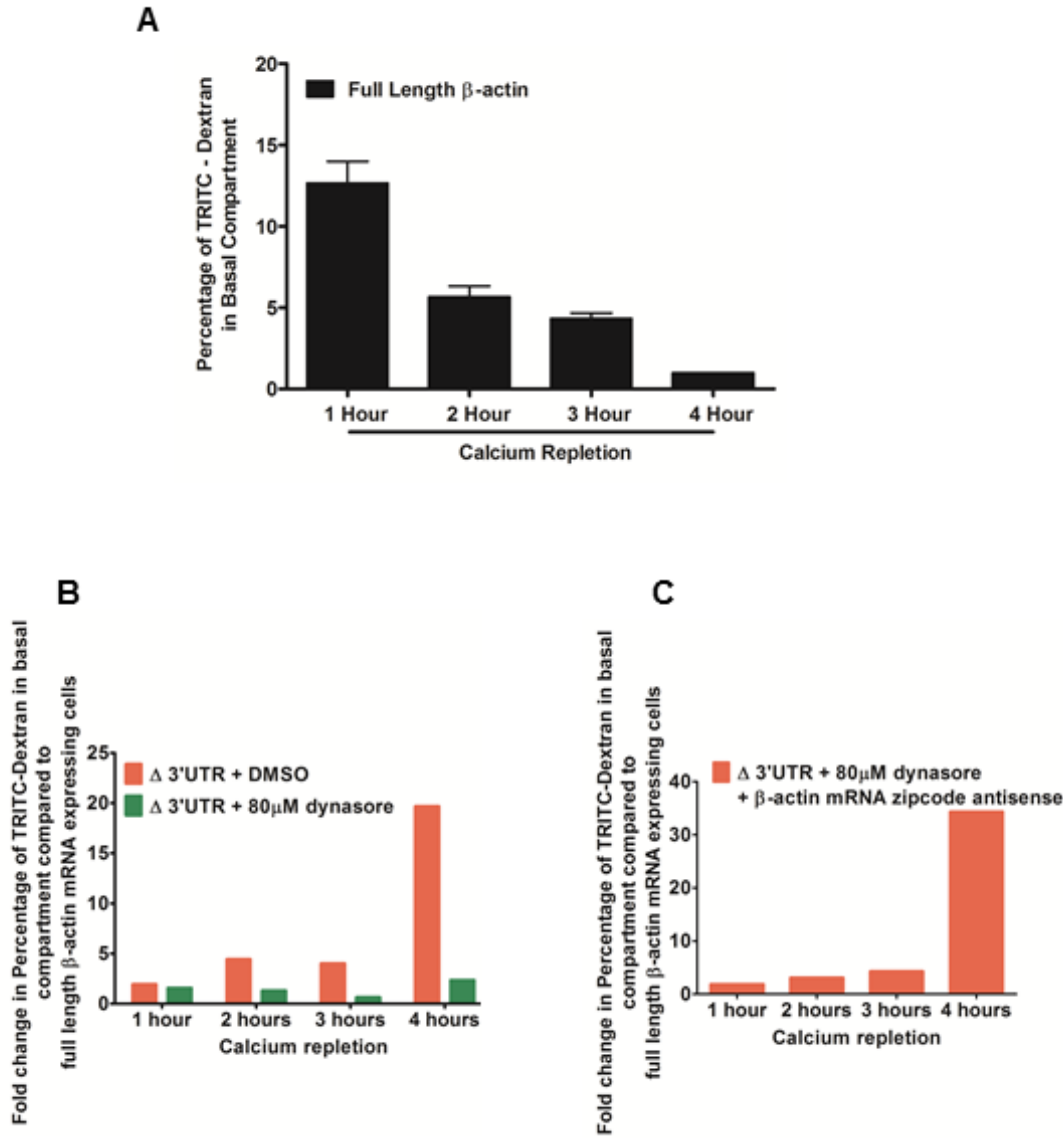 A
20
15
10
5
0
Full Length β-actin
Percentage of TRITC - Dextran
in Basal Compartment
1 Hour 2 Hour 3 Hour 4 Hour
Calcium Repletion
B
Fold change in Percentage of TRITC-Dextran in basal
compartment compared to
full length β-actin mRNA expressing cells
25
20
15
10
5
0
Δ 3'UTR + DMSO
Δ 3'UTR + 80μM dynasore
1 hour 2 hours 3 hours 4 hours
Calcium repletion
C
Fold change in Percentage of TRITC-Dextran in basal
compartment compared to
full length β-actin mRNA expressing cells
40
30
20
10
0
Δ 3'UTR + 80μM dynasore
+ β-actin mRNA zipcode antisense
1 hour 2 hours 3 hours 4 hours
Calcium repletion